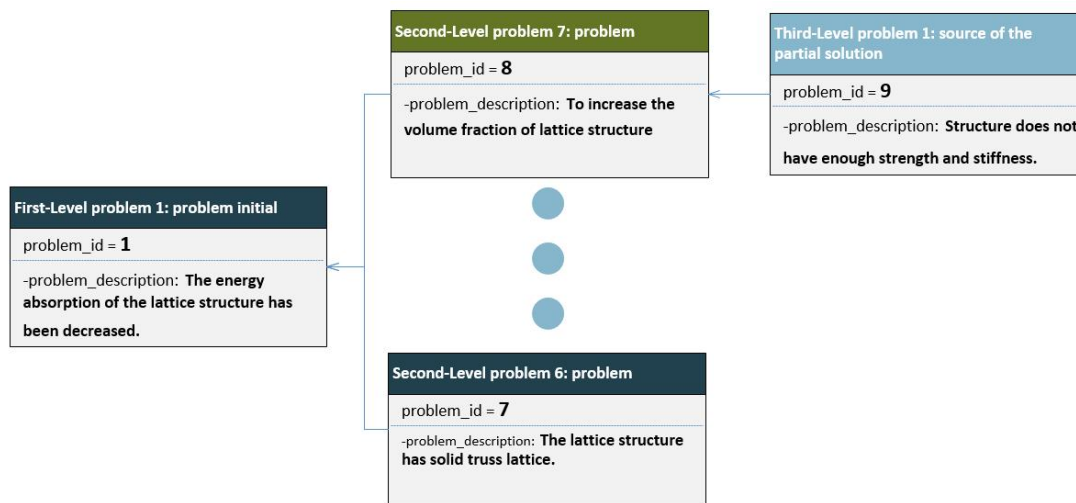 Second-Level problem 7: problem
problem_id = 8
-problem_description: To increase the
volume fraction of lattice structure
Third-Level problem 1: source of the
partial solution
problem_id = 9
-problem_description: Structure does not
have enough strength and stiffness.
First-Level problem 1: problem initial
problem_id = 1
-problem_description: The energy
absorption of the lattice structure has
been decreased.
Second-Level problem 6: problem
problem_id = 7
-problem_description: The lattice structure
has solid truss lattice.